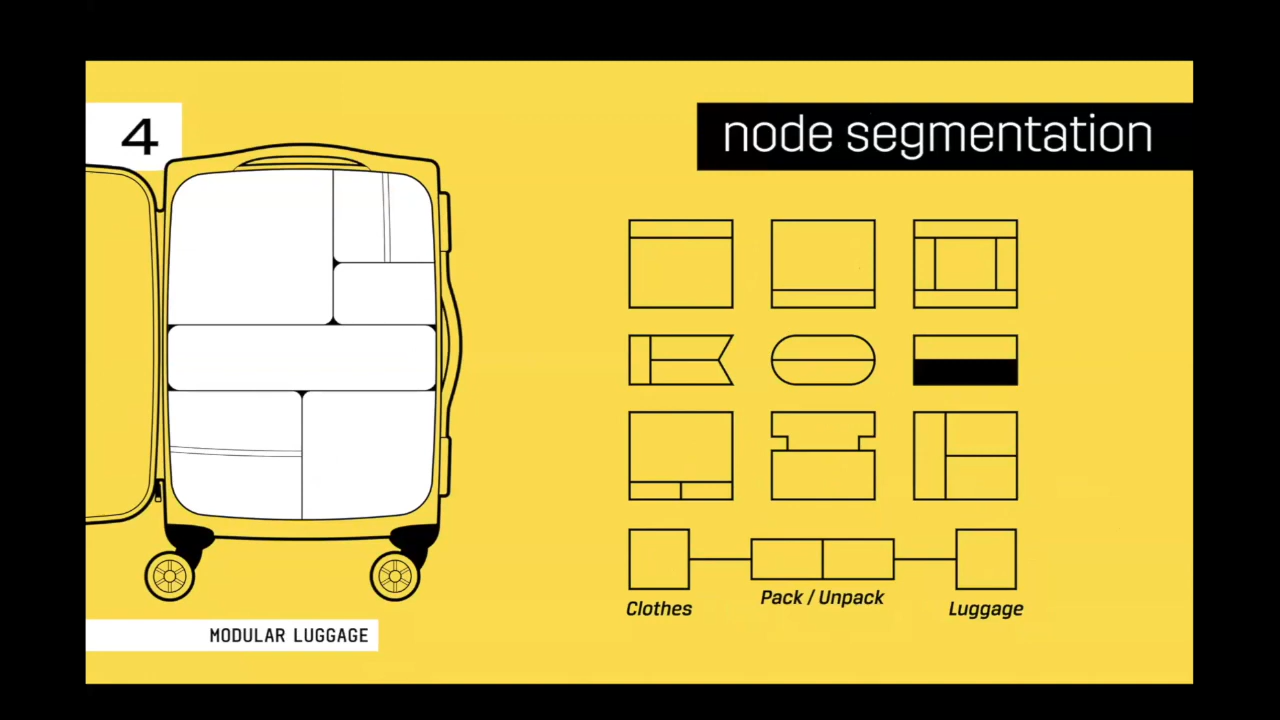 4
node segmentation
Clothes
Pack / Unpack
Luggage
MODULAR LUGGAGE